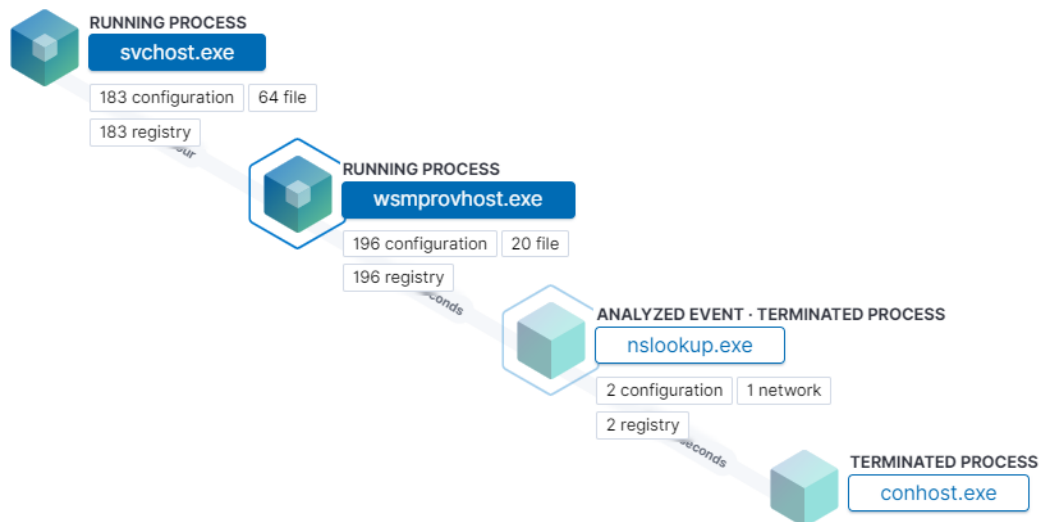 RUNNING PROCESS
svchost.exe
183 configuration 64 file
183 registry
RUNNING PROCESS
wsmprovhost.exe
196 configuration 20 file
196 registry
ANALYZED EVENT · TERMINATED PROCESS
nslookup.exe
2 configuration 1 network
2 registry
TERMINATED PROCESS
conhost.exe